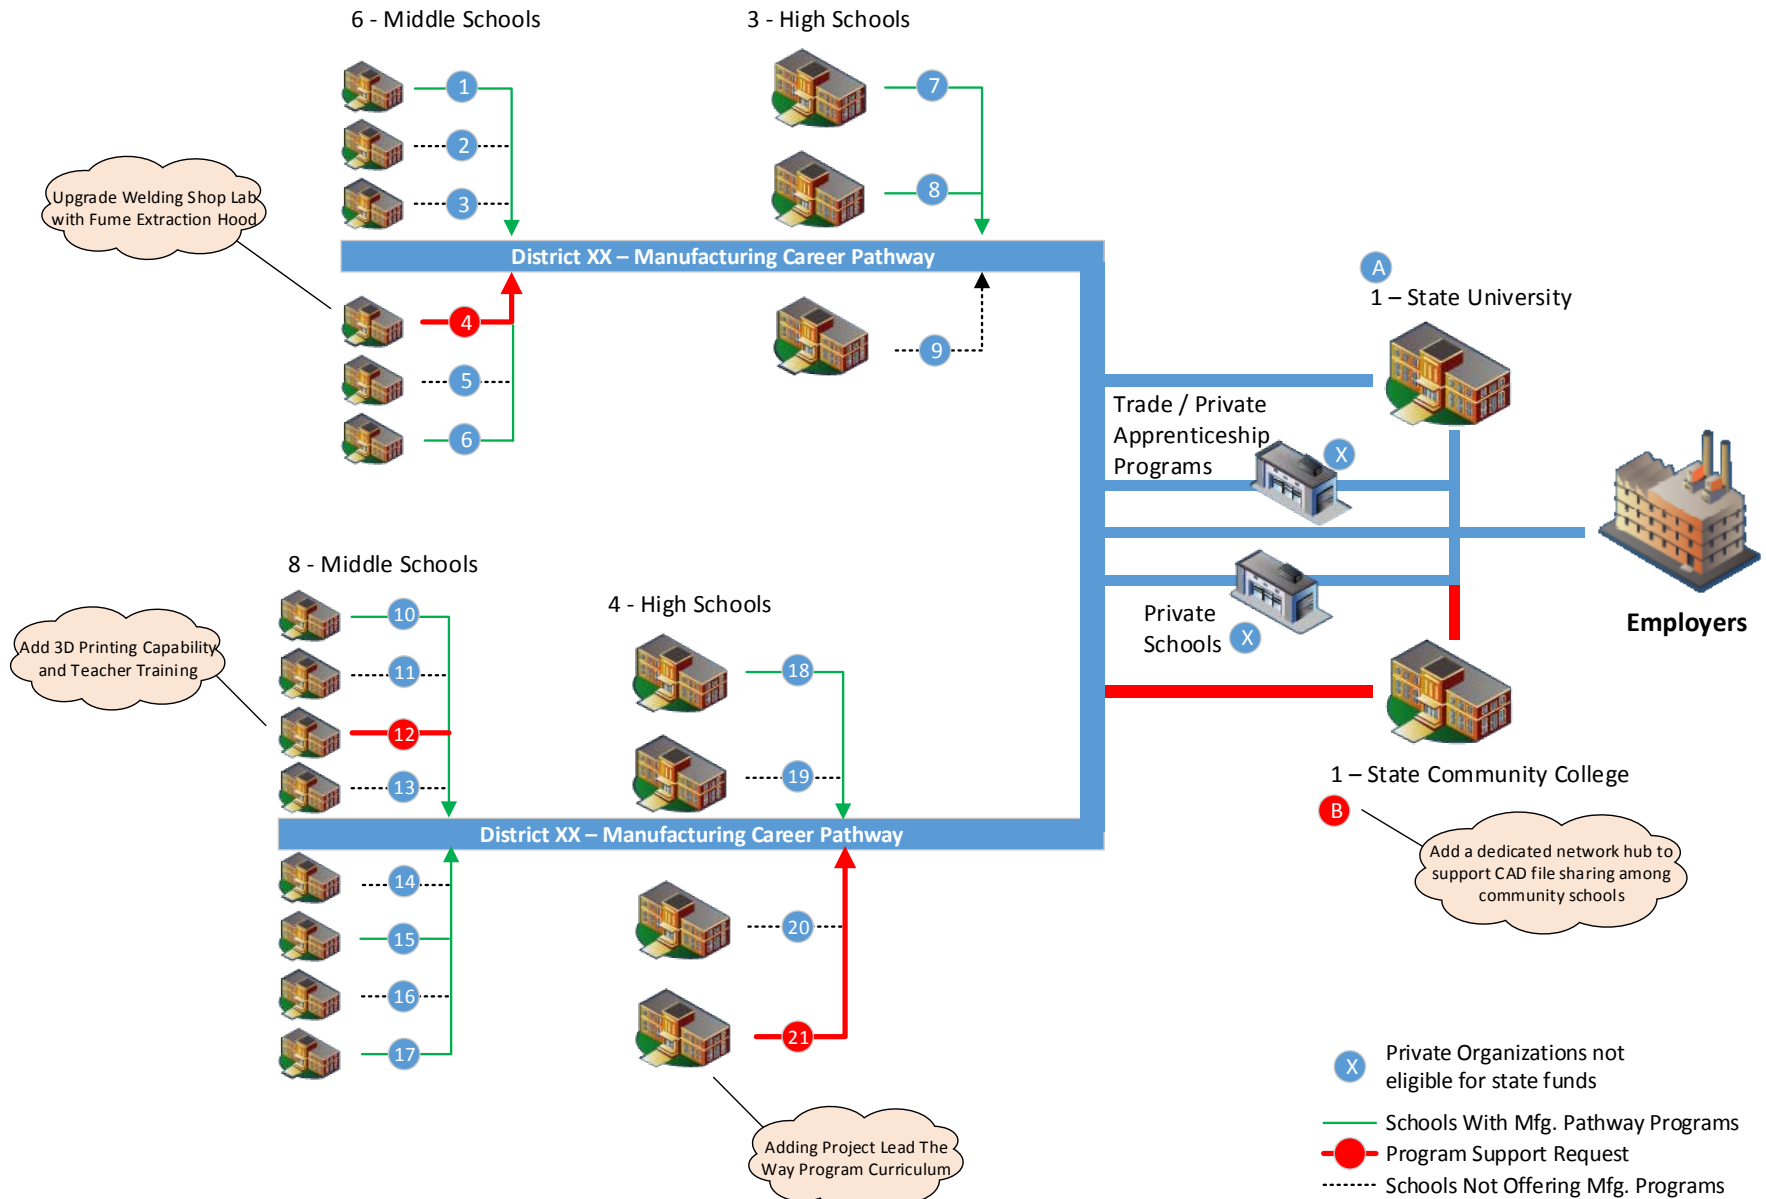 6 - Middle Schools
3 - High Schools
1
2
3
7
8
Upgrade Welding Shop Lab
with Fume Extraction Hood
District XX – Manufacturing Career Pathway
4
5
6
9
A
1 – State University
Trade / Private
Apprenticeship
Programs
X
Private
Schools
X
Employers
8 - Middle Schools
4 - High Schools
10
11
12
13
18
19
Add 3D Printing Capability
and Teacher Training
1 – State Community College
B
Add a dedicated network hub to
support CAD file sharing among
community schools
District XX – Manufacturing Career Pathway
14
15
16
17
20
21
Adding Project Lead The
Way Program Curriculum
X
Private Organizations not
eligible for state funds
Schools With Mfg. Pathway Programs
Program Support Request
Schools Not Offering Mfg. Programs